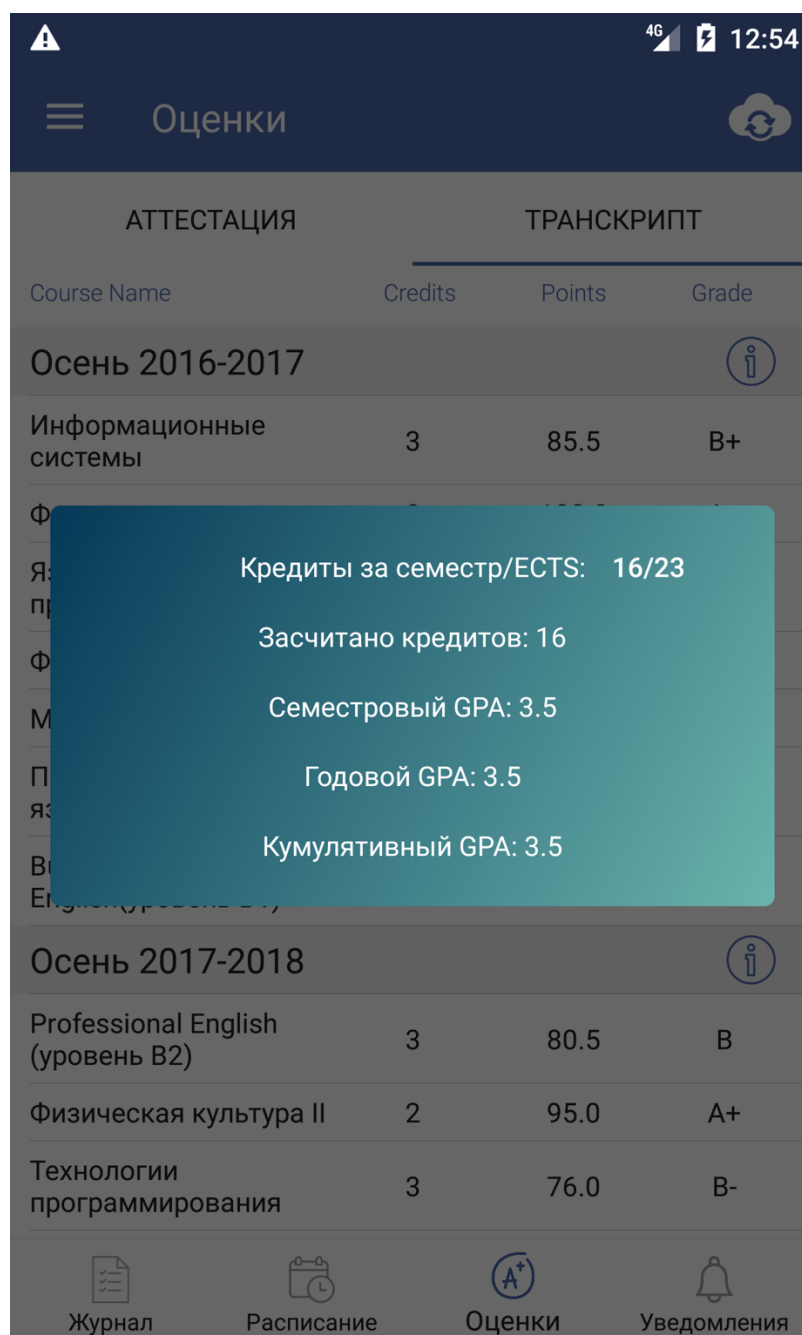 4G 12:54
Оценки
АТТЕСТАЦИЯ ТРАНСКРИПТ
Course Name Credits Points Grade
Осень 2016-2017
Информационные
системы 3 85.5 B+
Кредиты за семестр/ECTS: 16/23
Засчитано кредитов: 16
Семестровый GPA: 3.5
Годовой GPA: 3.5
Кумулятивный GPA: 3.5
Осень 2017-2018
Professional English
(уровень B2) 3 80.5 B
Физическая культура II 2 95.0 A+
Технологии
программирования 3 76.0 B-
Журнал Расписание Оценки Уведомления